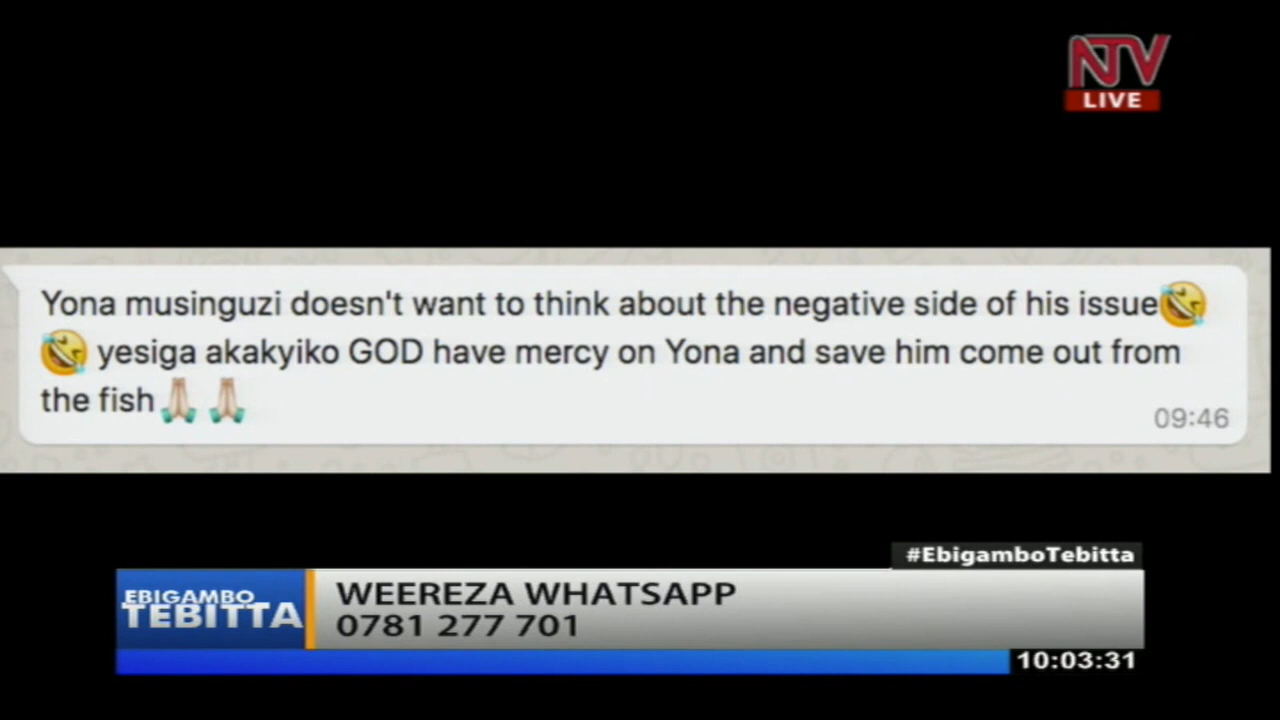 NTV
LIVE
Yona musinguzi doesn't want to think about the negative side of his issue🤣
🤣 yesiga akakyiko GOD have mercy on Yona and save him come out from
the fish🙏🏻 🙏🏻
09:46
#EbigamboTebitta
EBIGAMBO
TEBITTA
WEEREZA WHATSAPP
0781 277 701
10:03:31